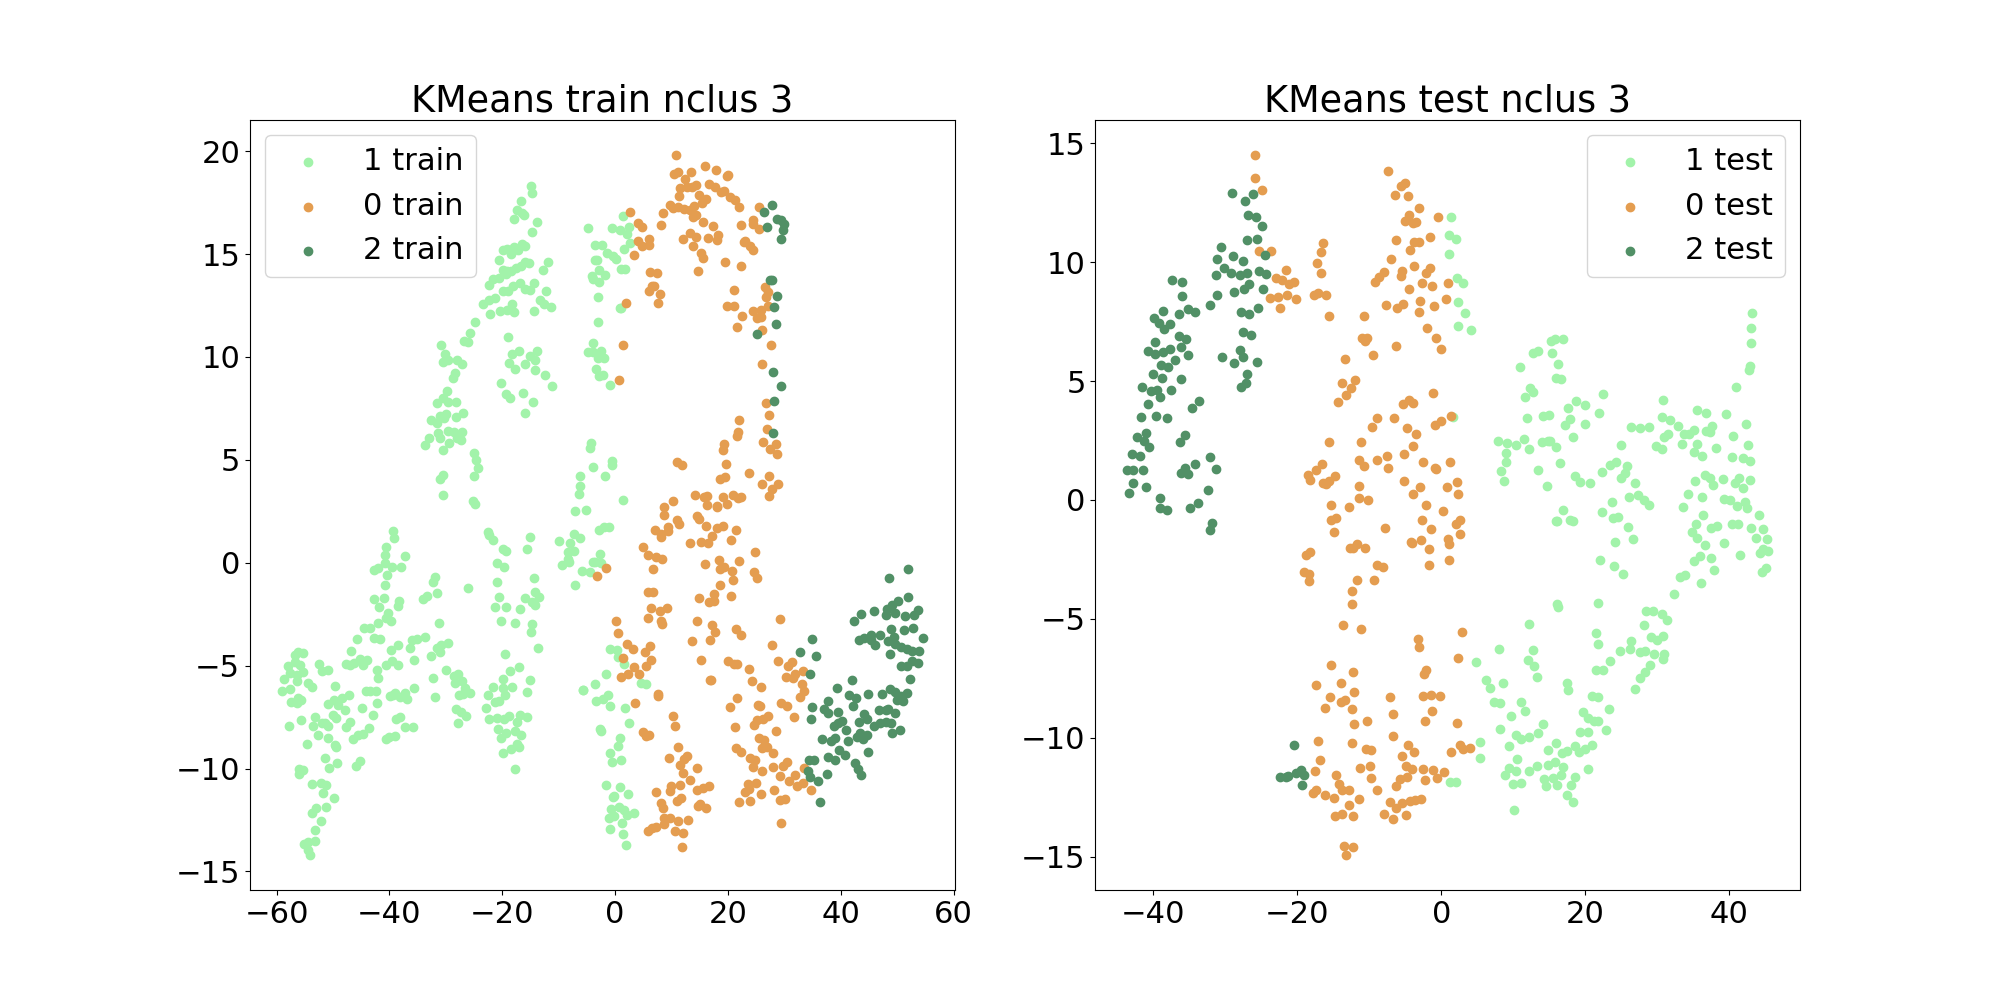 KMeans train nclus 3
1 train
0 train
2 train
20
15
10
5
0
−5
−10
−15
−60 −40 −20 0 20 40 60
KMeans test nclus 3
1 test
0 test
2 test
15
10
5
0
−5
−10
−15
−40 −20 0 20 40